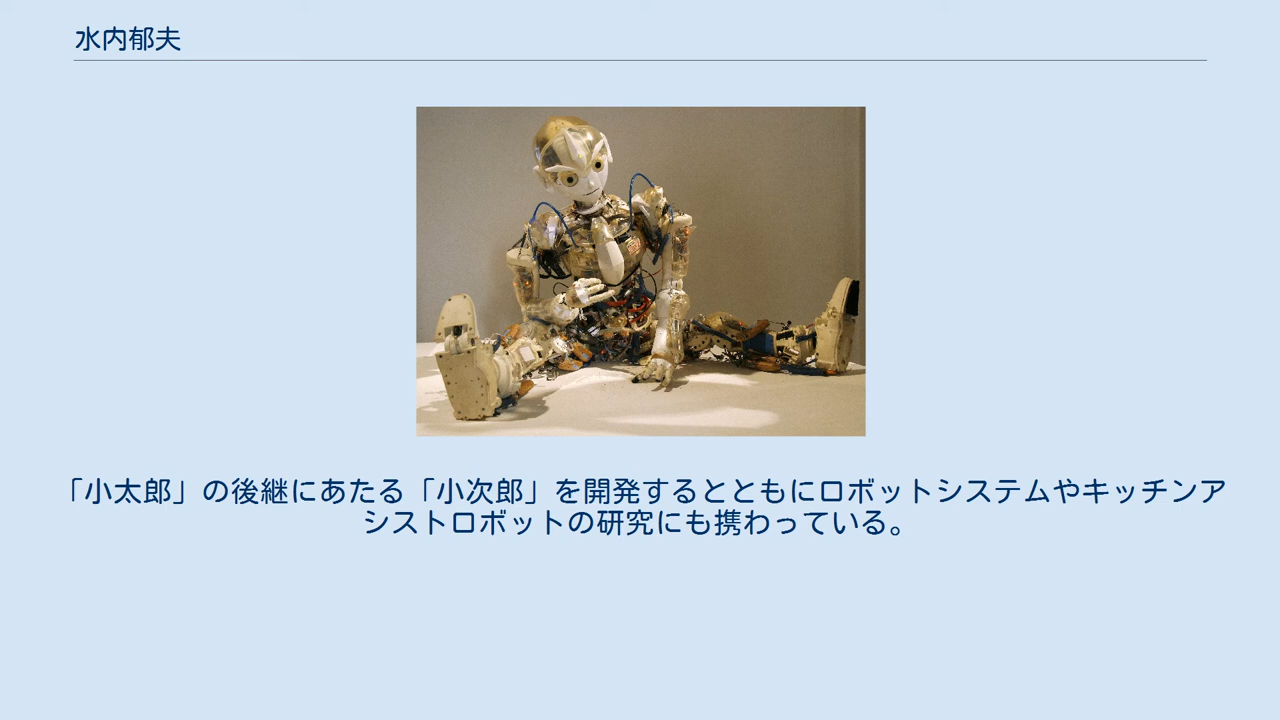 水内郁夫
「小太郎」の後継にあたる「小次郎」を開発するとともにロボットシステムやキッチンア
シストロボットの研究にも携わっている。